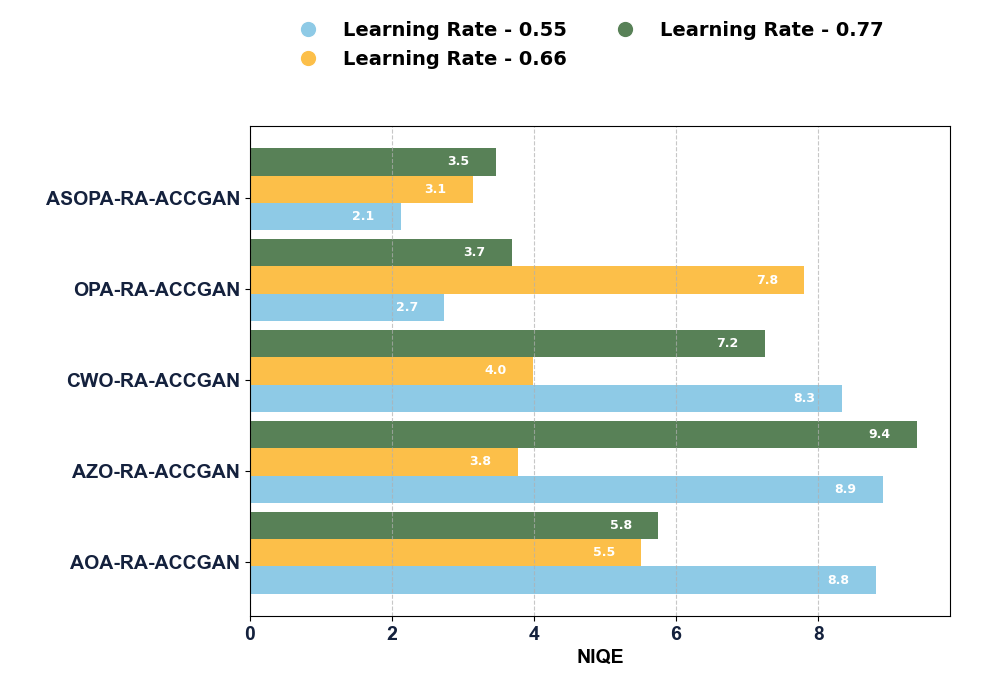 Learning Rate - 0.55
Learning Rate - 0.66
Learning Rate - 0.77
ASOPA-RA-ACCGAN
3.5
3.1
2.1
OPA-RA-ACCGAN
3.7
7.8
2.7
CWO-RA-ACCGAN
7.2
4.0
8.3
AZO-RA-ACCGAN
9.4
3.8
8.9
AOA-RA-ACCGAN
5.8
5.5
8.8
0 2 4 6 8
NIQE